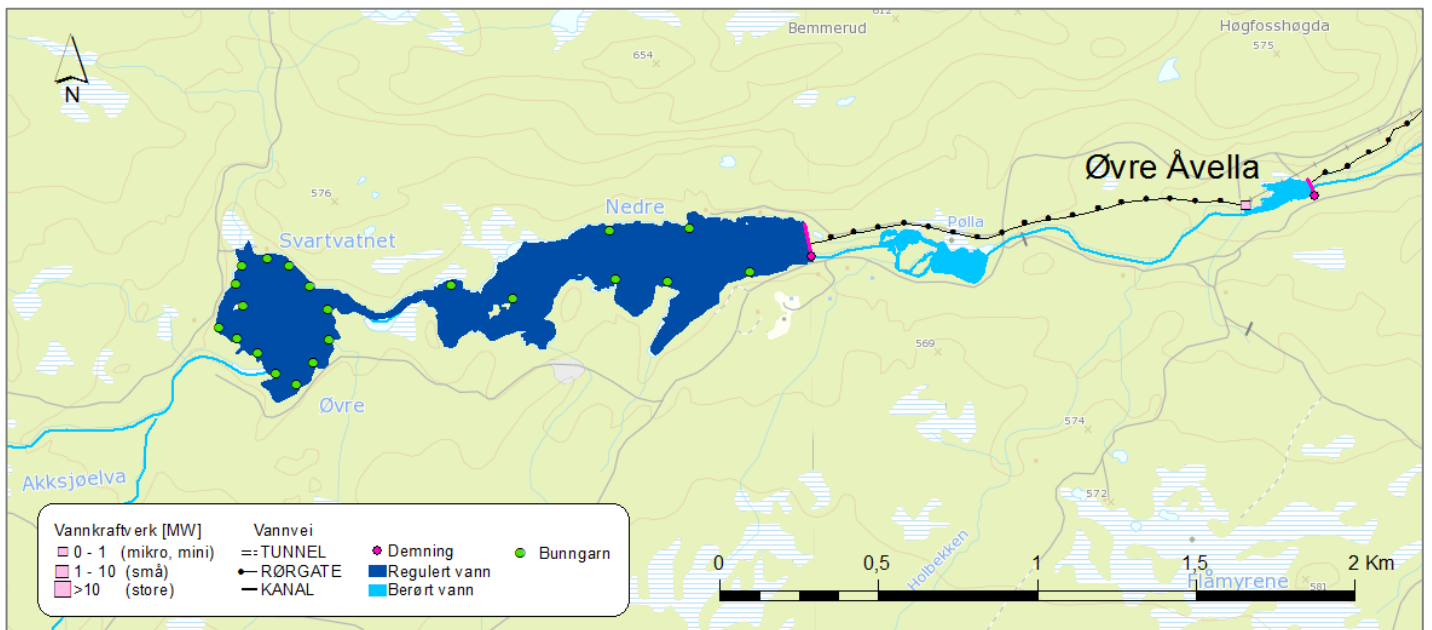 612
Bemmerud
Høgfosshøgda
575
654
N
Øvre Åvella
576
Nedre
Pølla
Svartvatnet
569
Øvre
574
Akksjøelva
572
Holbekken
Flåmyrene
581
Vannkraftverk [MW]
0 - 1 (mikro, mini)
1 - 10 (små)
>10 (store)
Vannvei
TUNNEL
RØRGATE
KANAL
Demning
Regulert vann
Berørt vann
Bunngarn
0 0,5 1 1,5 2 Km